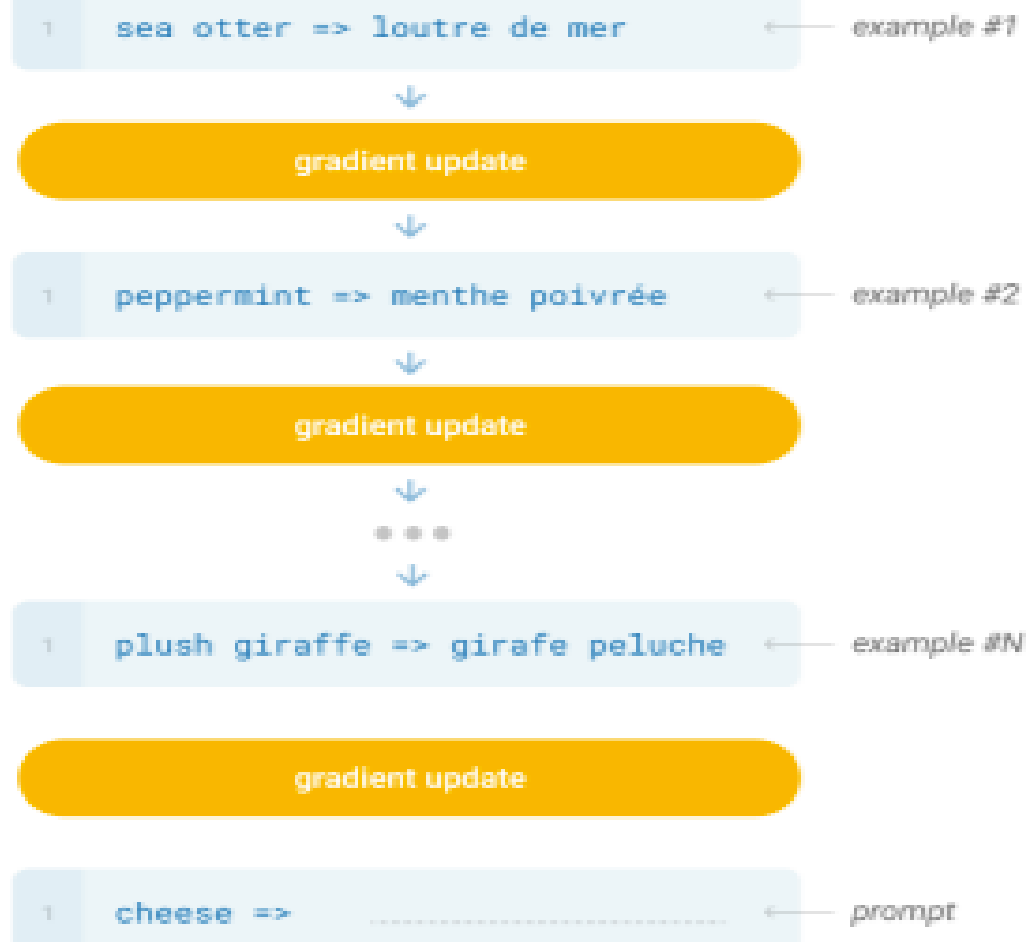 1 sea otter => loutre de mer example #1
gradient update
1 peppermint => menthe poivrée example #2
gradient update
1 plush giraffe => girafe peluche example #N
gradient update
1 cheese => prompt